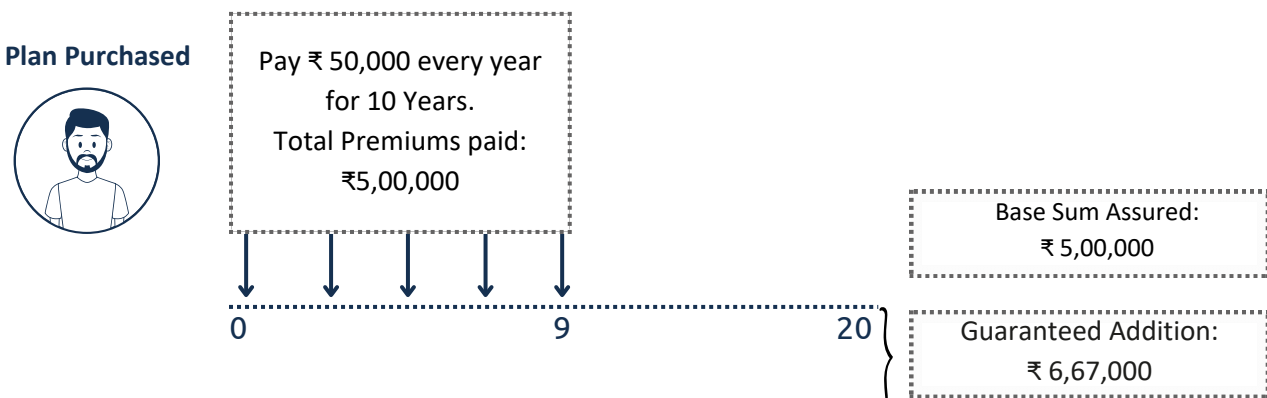 Plan Purchased
Pay ₹ 50,000 every year
for 10 Years.
Total Premiums paid:
₹5,00,000
Base Sum Assured:
₹ 5,00,000
0
9
20
Guaranteed Addition:
₹ 6,67,000